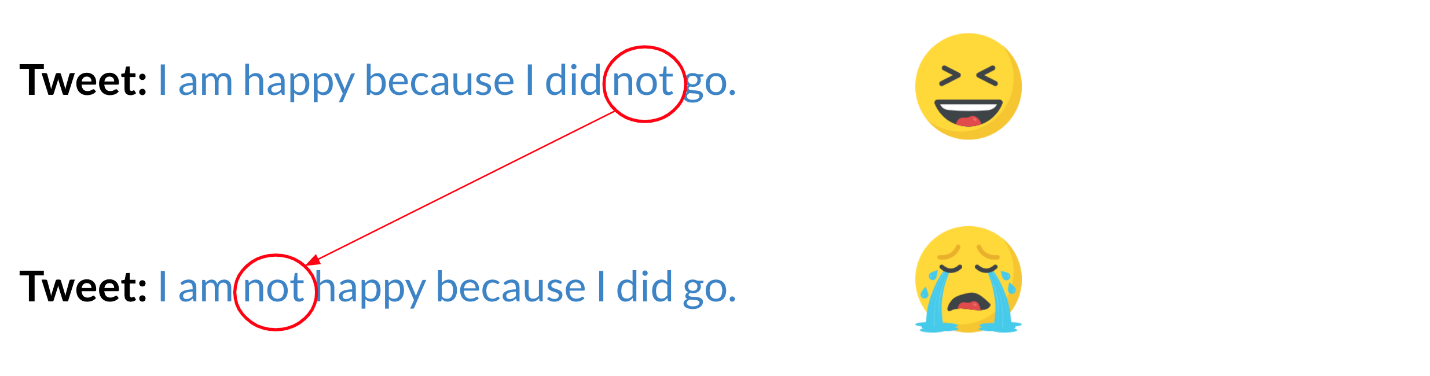 Tweet: I am happy because I did not go.
Tweet: I am not happy because I did go.